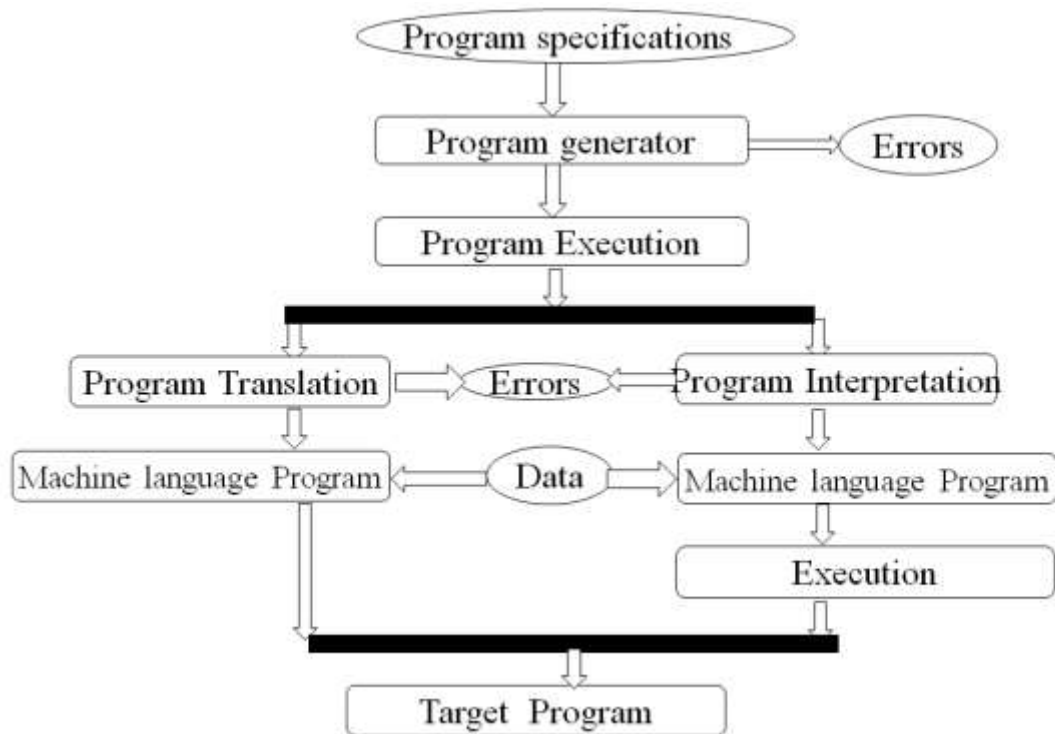 Program specifications
Program generator
Errors
Program Execution
Program Translation
Errors
Program Interpretation
Machine language Program
Data
Machine language Program
Execution
Target Program